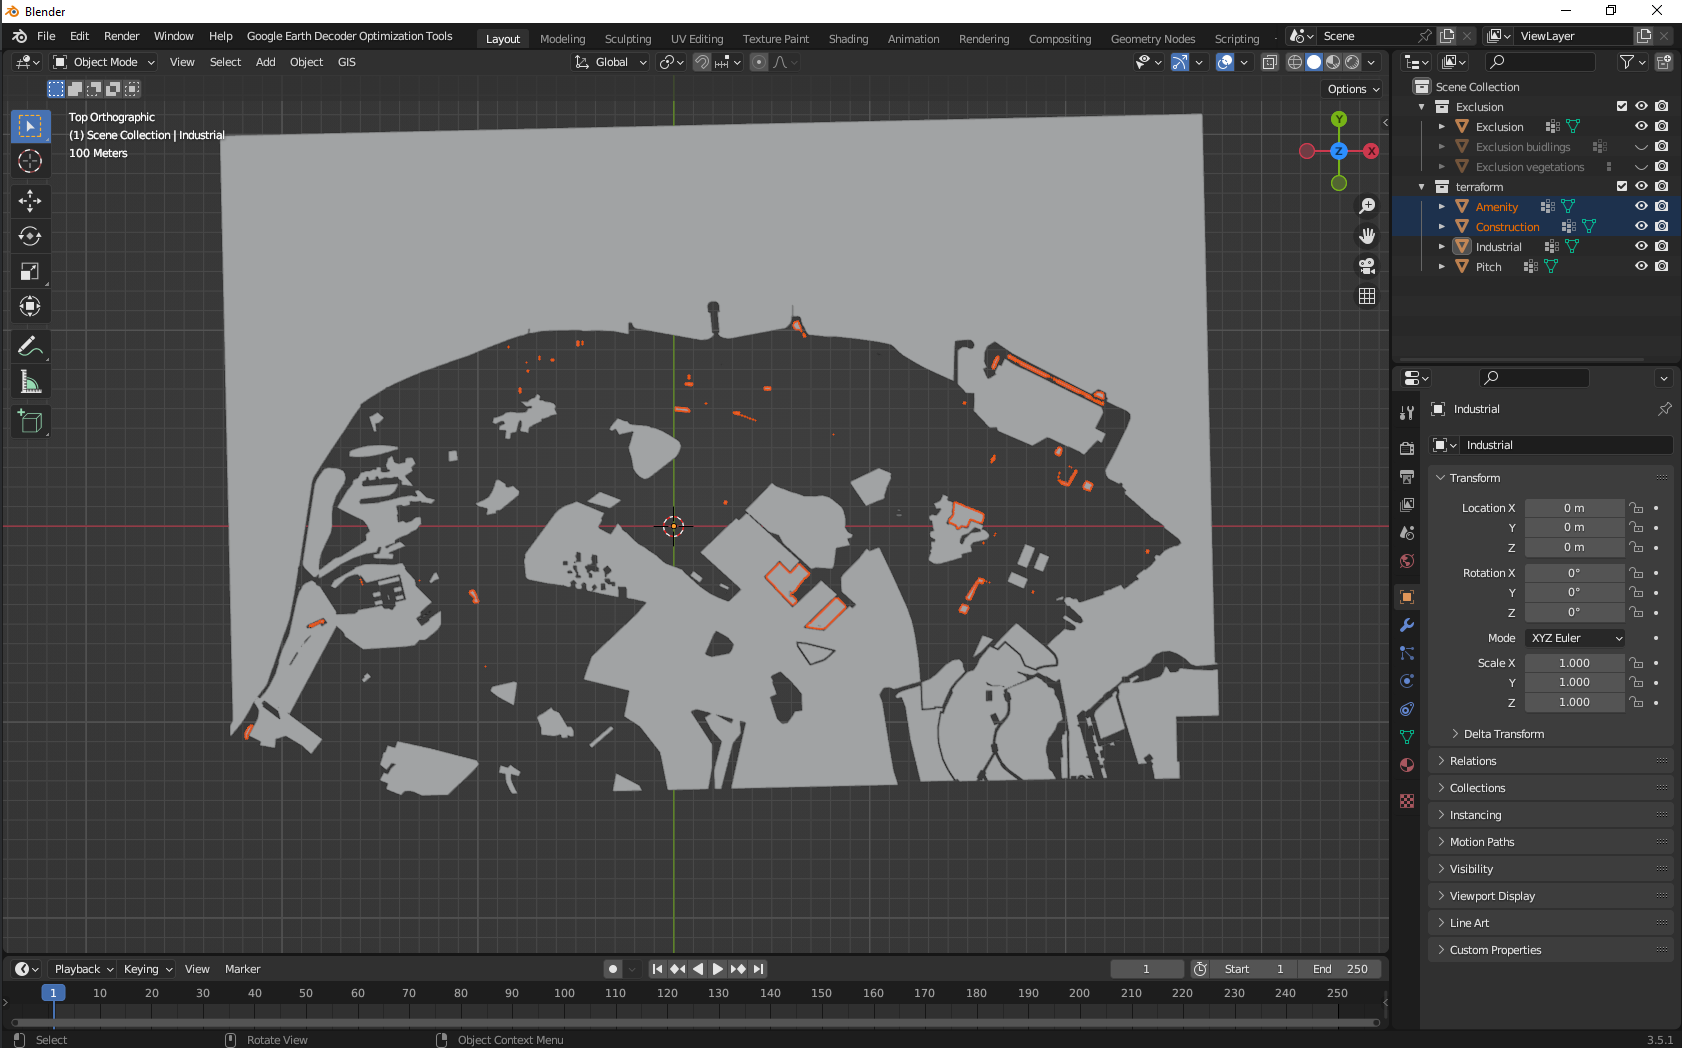 Blender
File Edit Render Window Help Google Earth Decoder Optimization Tools Layout Modeling Sculpting UV Editing Texture Paint Shading Animation Rendering Compositing Geometry Nodes Scripting Scene ViewLayer
Object Mode View Select Add Object GIS Global
Options
Top Orthographic
(1) Scene Collection | Industrial
100 Meters
Y
Z
X
Scene Collection
Exclusion
Exclusion
Exclusion buidlings
Exclusion vegetations
terraform
Amenity
Construction
Industrial
Pitch
Industrial
Industrial
Transform
Location X 0 m
Y 0 m
Z 0 m
Rotation X 0°
Y 0°
Z 0°
Mode XYZ Euler
Scale X 1.000
Y 1.000
Z 1.000
Delta Transform
Relations
Collections
Instancing
Motion Paths
Visibility
Viewport Display
Line Art
Custom Properties
Playback Keying View Marker 1 Start 1 End 250
1 10 20 30 40 50 60 70 80 90 100 110 120 130 140 150 160 170 180 190 200 210 220 230 240 250
Select Rotate View Object Context Menu 3.5.1